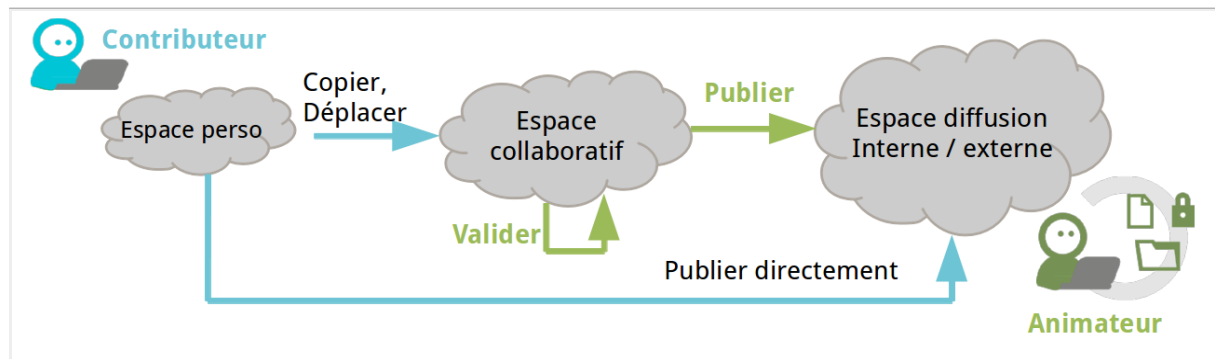 Contributeur
Espace perso
Copier,
Déplacer
Espace
collaboratif
Valider
Publier
Espace diffusion
Interne / externe
Publier directement
Animateur